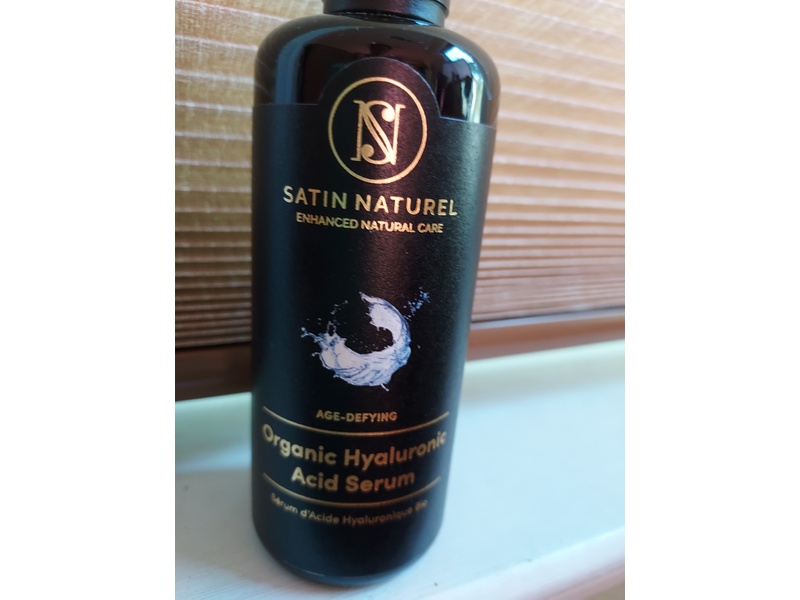 SN
SATIN NATUREL
ENHANCED NATURAL CARE
AGE-DEFYING
Organic Hyaluronic
Acid Serum
Sérum d'Acide Hyaluronique Bio